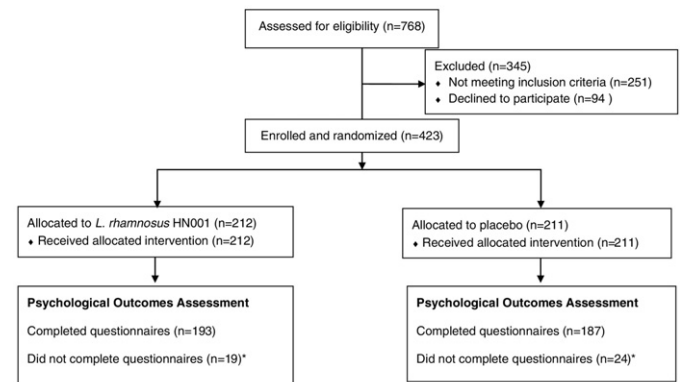 Assessed for eligibility (n=768)
Excluded (n=345)
♦ Not meeting inclusion criteria (n=251)
♦ Declined to participate (n=94 )
Enrolled and randomized (n=423)
Allocated to L. rhamnosus HN001 (n=212)
♦ Received allocated intervention (n=212)
Allocated to placebo (n=211)
♦ Received allocated intervention (n=211)
Psychological Outcomes Assessment
Completed questionnaires (n=193)
Did not complete questionnaires (n=19)*
Psychological Outcomes Assessment
Completed questionnaires (n=187)
Did not complete questionnaires (n=24)*